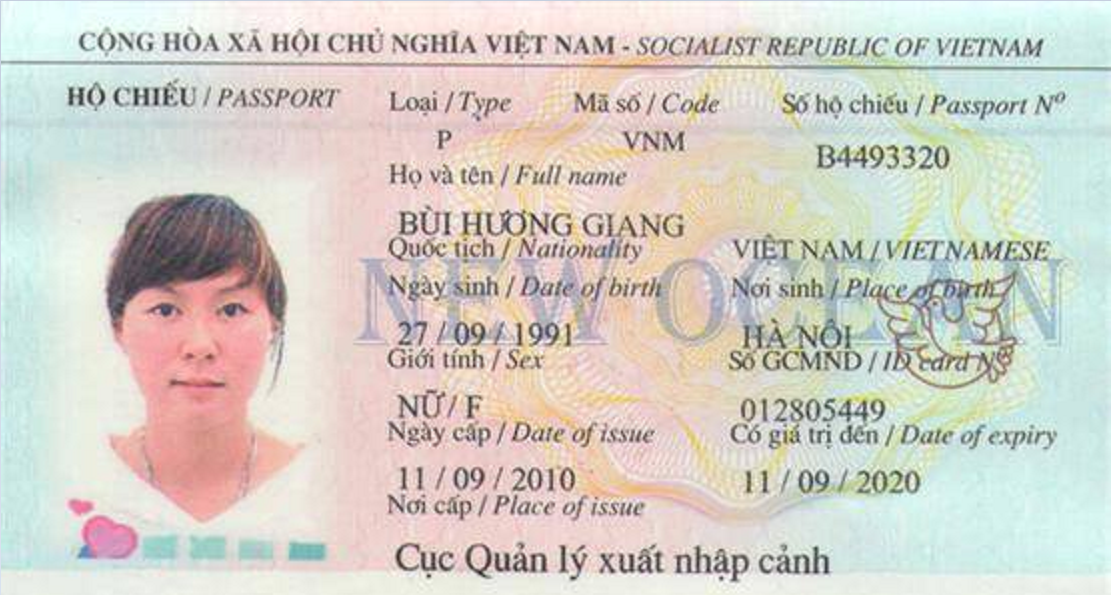 CỘNG HÒA XÃ HỘI CHỦ NGHĨA VIỆT NAM - SOCIALIST REPUBLIC OF VIETNAM
HỘ CHIẾU / PASSPORT
Loại / Type Mã số / Code Số hộ chiếu / Passport Nº
P VNM B4493320
Họ và tên / Full name
BÙI HƯƠNG GIANG
Quốc tịch / Nationality VIỆT NAM / VIETNAMESE
Ngày sinh / Date of birth Nơi sinh / Place of birth
NEW OCEAN
27 / 09 / 1991 HÀ NỘI
Giới tính / Sex Số GCMND / ID card Nº
NỮ / F 012805449
Ngày cấp / Date of issue Có giá trị đến / Date of expiry
11 / 09 / 2010 11 / 09 / 2020
Nơi cấp / Place of issue
Cục Quản lý xuất nhập cảnh